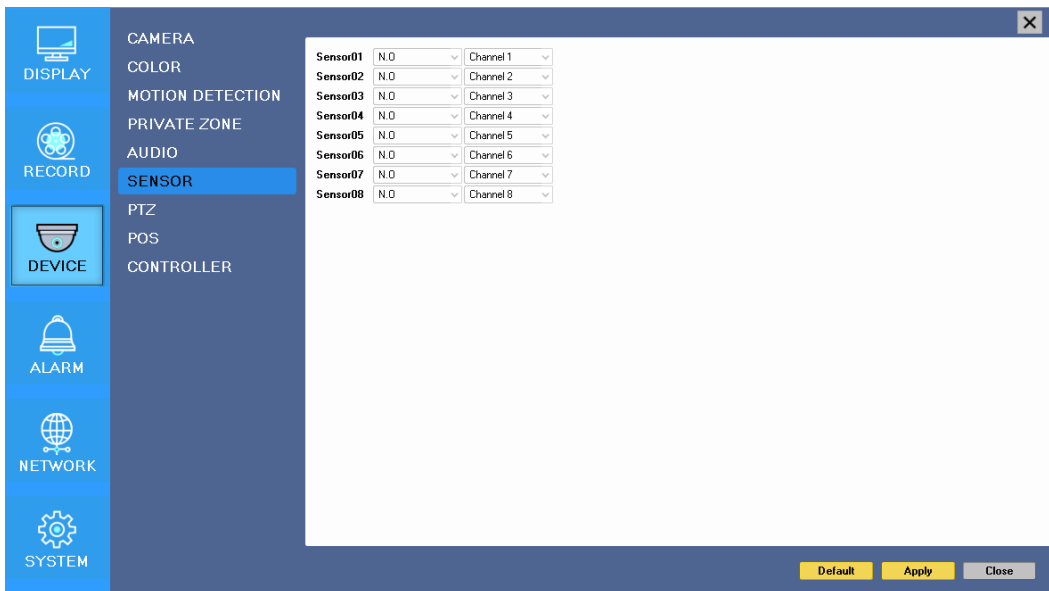 DISPLAY
RECORD
DEVICE
ALARM
NETWORK
SYSTEM
CAMERA
COLOR
MOTION DETECTION
PRIVATE ZONE
AUDIO
SENSOR
PTZ
POS
CONTROLLER
Sensor01 N.O Channel 1
Sensor02 N.O Channel 2
Sensor03 N.O Channel 3
Sensor04 N.O Channel 4
Sensor05 N.O Channel 5
Sensor06 N.O Channel 6
Sensor07 N.O Channel 7
Sensor08 N.O Channel 8
Default Apply Close